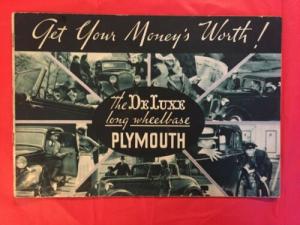 Get Your Money's Worth!
The DELUXE
long wheelbase
PLYMOUTH